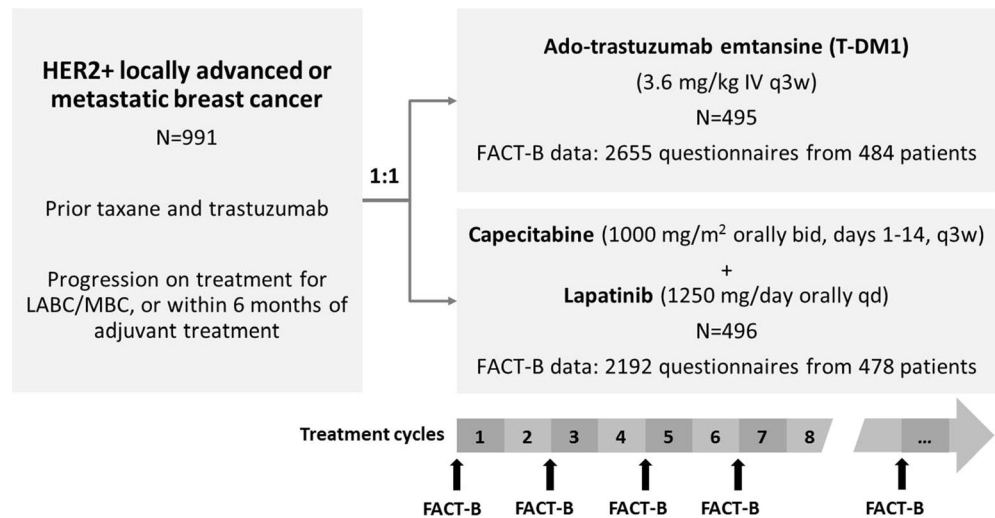 HER2+ locally advanced or
metastatic breast cancer
N=991
Prior taxane and trastuzumab
Progression on treatment for
LABC/MBC, or within 6 months of
adjuvant treatment
1:1
Ado-trastuzumab emtansine (T-DM1)
(3.6 mg/kg IV q3w)
N=495
FACT-B data: 2655 questionnaires from 484 patients
Capecitabine (1000 mg/m² orally bid, days 1-14, q3w)
+
Lapatinib (1250 mg/day orally qd)
N=496
FACT-B data: 2192 questionnaires from 478 patients
Treatment cycles 1 2 3 4 5 6 7 8 ...
FACT-B FACT-B FACT-B FACT-B FACT-B